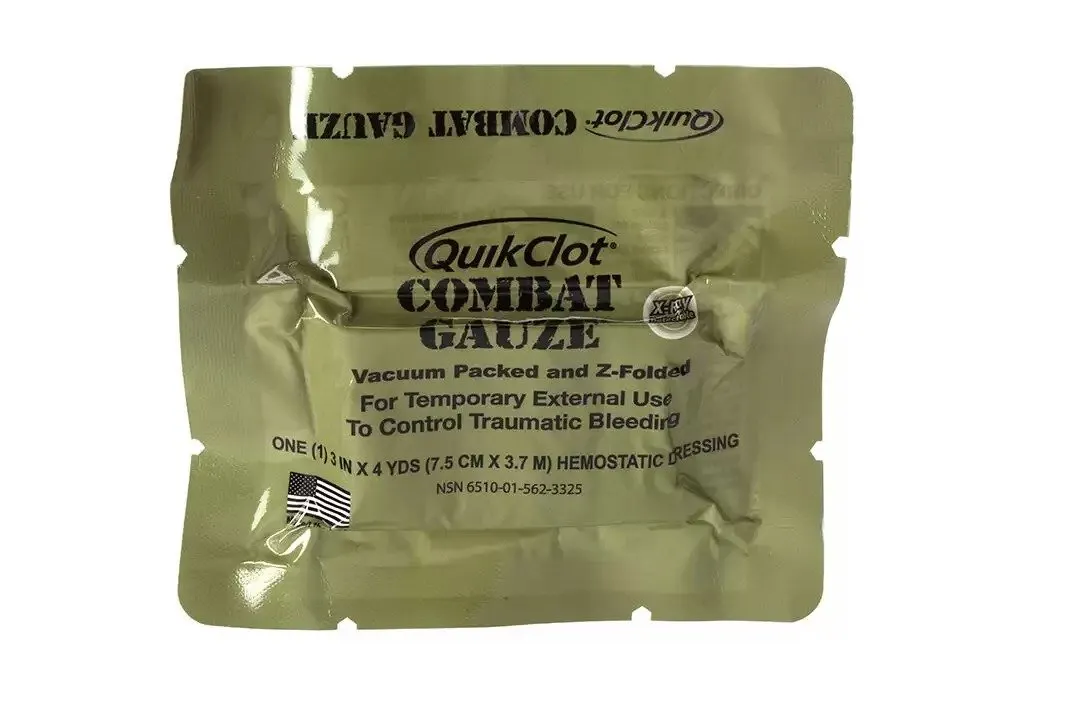 QuikClot® COMBAT GAUZE
QuikClot®
COMBAT
GAUZE
X-RAY
Vacuum Packed and Z-Folded
For Temporary External Use
To Control Traumatic Bleeding
ONE (1) 3 IN X 4 YDS (7.5 CM X 3.7 M) HEMOSTATIC DRESSING
NSN 6510-01-562-3325